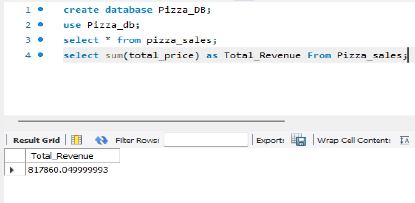 1 create database Pizza_DB;
2 use Pizza_db;
3 select * from pizza_sales;
4 select sum(total_price) as Total_Revenue From Pizza_sales;
Result Grid Filter Rows: Export: Wrap Cell Content:
Total_Revenue
817860.049999993